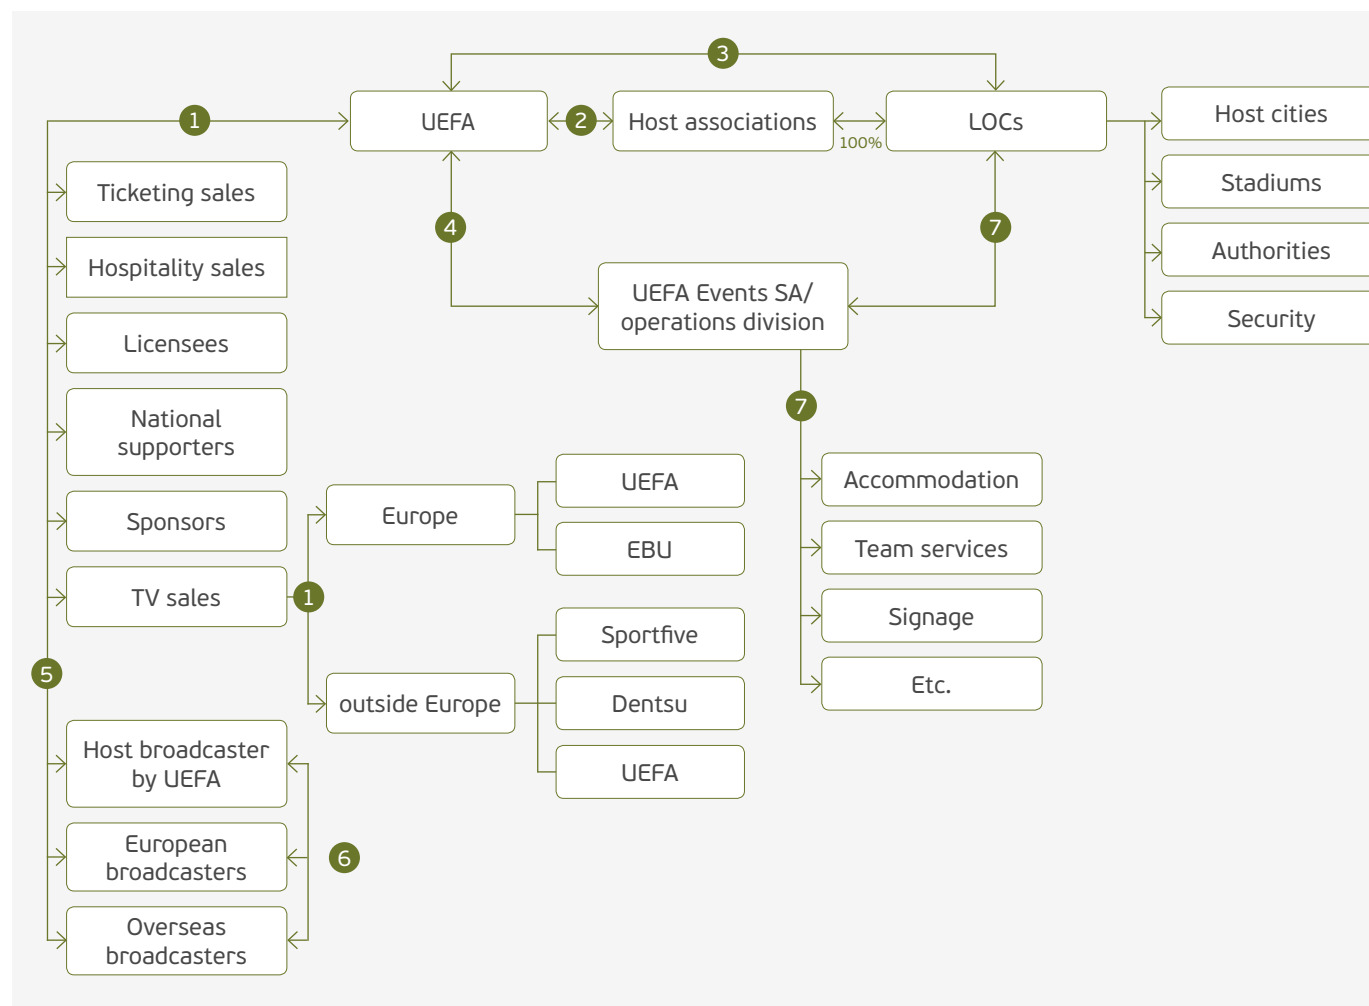 3
1
UEFA
2
Host associations
100%
LOCs
Host cities
Stadiums
Authorities
Security
Ticketing sales
Hospitality sales
Licensees
National
supporters
Sponsors
TV sales
4
7
UEFA Events SA/
operations division
7
Accommodation
Team services
Signage
Etc.
1
Europe
UEFA
EBU
outside Europe
Sportfive
Dentsu
UEFA
5
Host broadcaster
by UEFA
European
broadcasters
Overseas
broadcasters
6